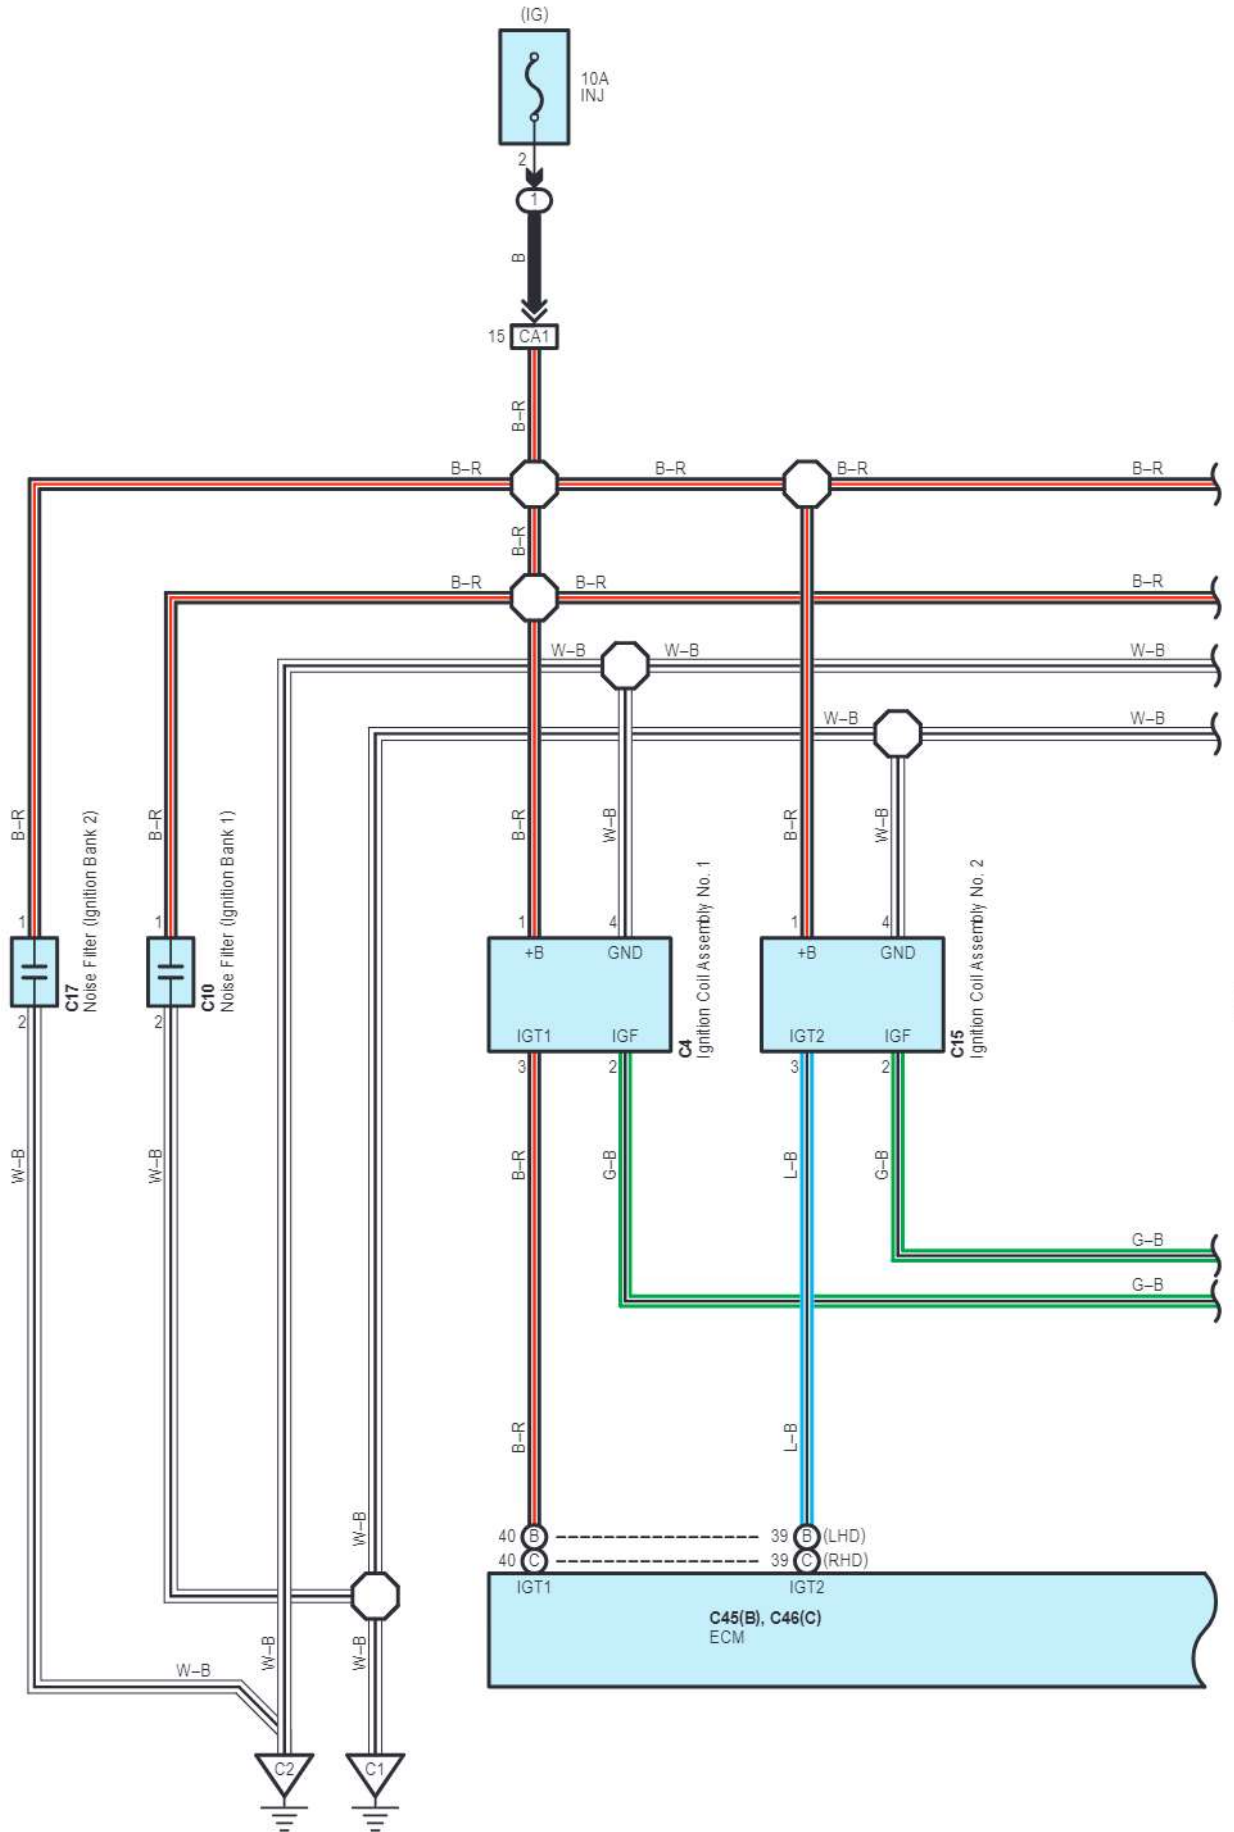 (IG)
10A
INJ
2
1
B
15
CA1
B–R
B–R
B–R
B–R
B–R
B–R
B–R
B–R
B–R
W–B
W–B
W–B
W–B
W–B
B–R
B–R
B–R
W–B
B–R
W–B
1
C17
Noise Filter (Ignition Bank 2)
2
1
C10
Noise Filter (Ignition Bank 1)
2
1
4
+B
GND
IGT1
IGF
3
2
C4
Ignition Coil Assembly No. 1
1
4
+B
GND
IGT2
IGF
3
2
C15
Ignition Coil Assembly No. 2
W–B
W–B
B–R
G–B
L–B
G–B
G–B
G–B
B–R
L–B
W–B
40 B
39 B (LHD)
40 C
39 C (RHD)
IGT1
IGT2
C45(B), C46(C)
ECM
W–B
W–B
W–B
C2
C1